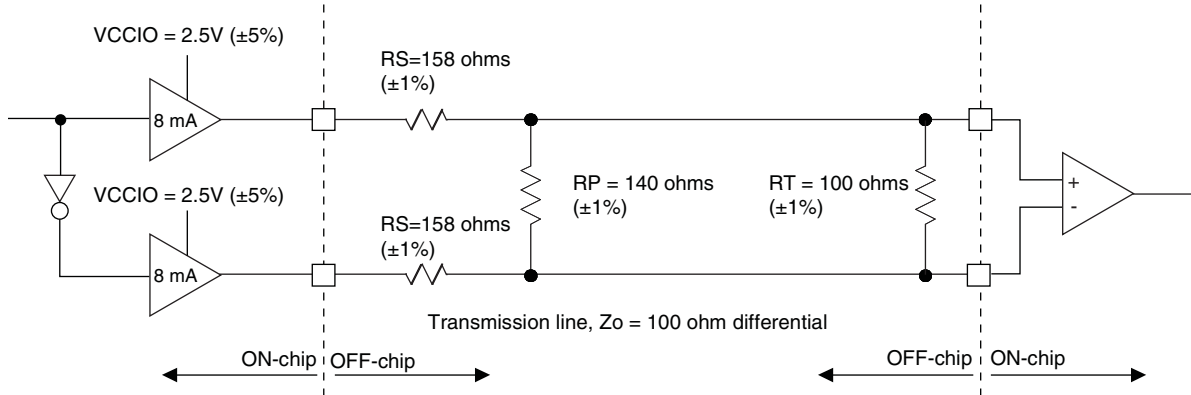 VCCIO = 2.5V (±5%)
8 mA
RS=158 ohms
(±1%)
VCCIO = 2.5V (±5%)
8 mA
RS=158 ohms
(±1%)
RP = 140 ohms
(±1%)
RT = 100 ohms
(±1%)
+
-
Transmission line, Zo = 100 ohm differential
ON-chip
OFF-chip
OFF-chip
ON-chip